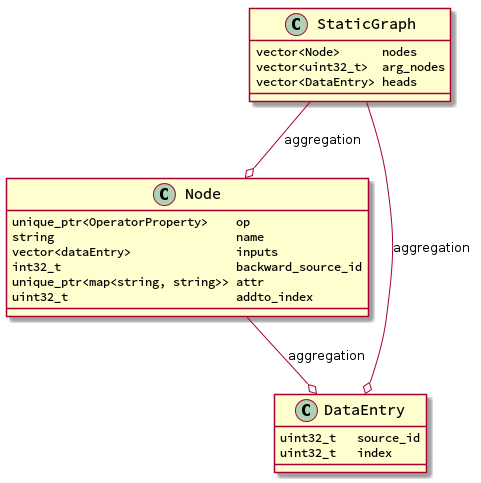 C StaticGraph
vector<Node> nodes
vector<uint32_t> arg_nodes
vector<DataEntry> heads
aggregation
C Node
unique_ptr<OperatorProperty> op
string name
vector<dataEntry> inputs
int32_t backward_source_id
unique_ptr<map<string, string>> attr
uint32_t addto_index
aggregation
aggregation
C DataEntry
uint32_t source_id
uint32_t index